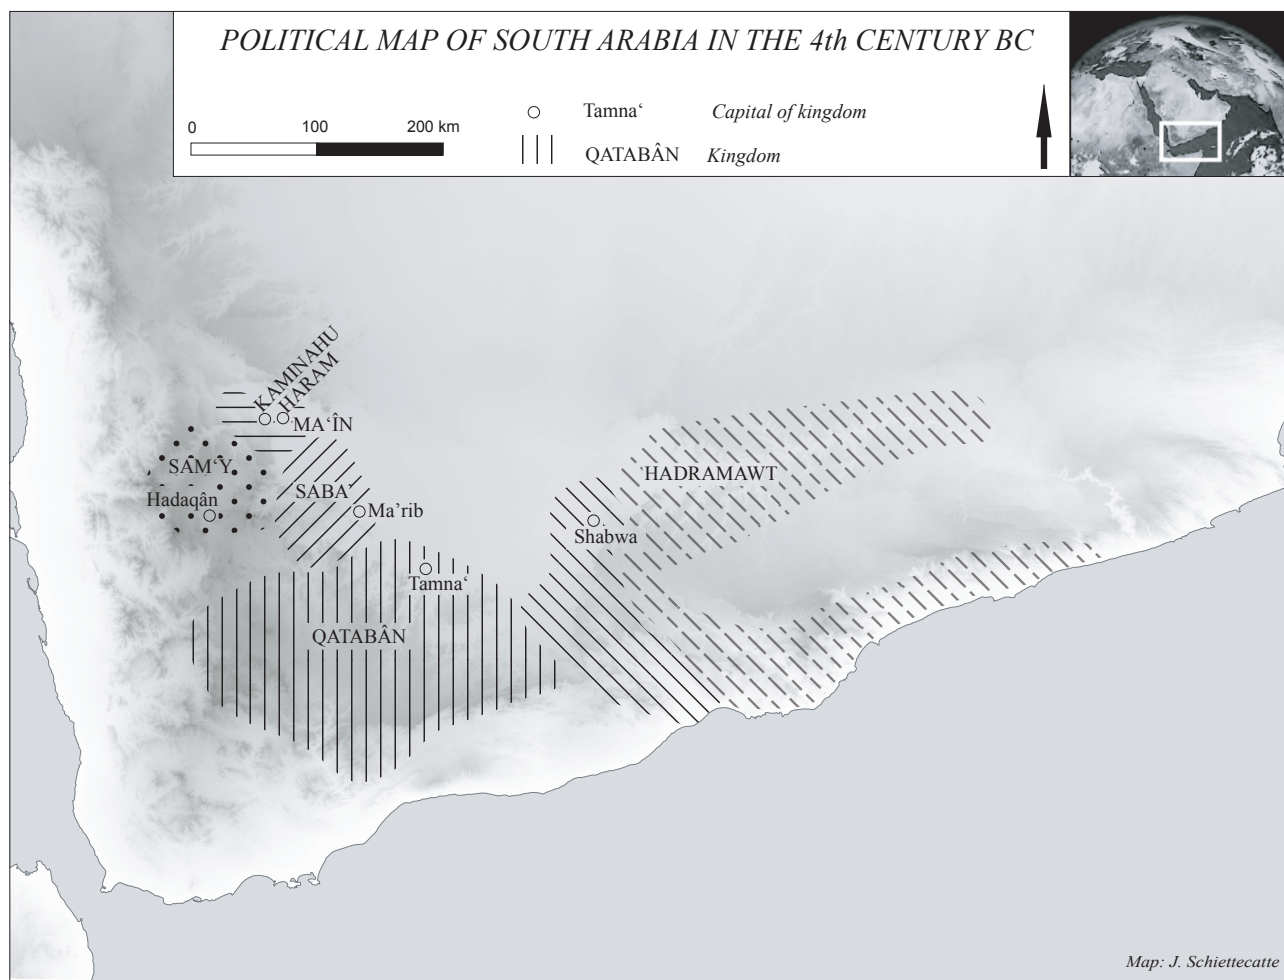 POLITICAL MAP OF SOUTH ARABIA IN THE 4th CENTURY BC
0 100 200 km
Tamna‘ Capital of kingdom
QATABÂN Kingdom
KAMINAHU
HARAM
MA‘ÎN
SAM‘Y
HADRAMAWT
SABA’
Hadaqân
Ma’rib
Shabwa
Tamna‘
QATABÂN
Map: J. Schiettecatte